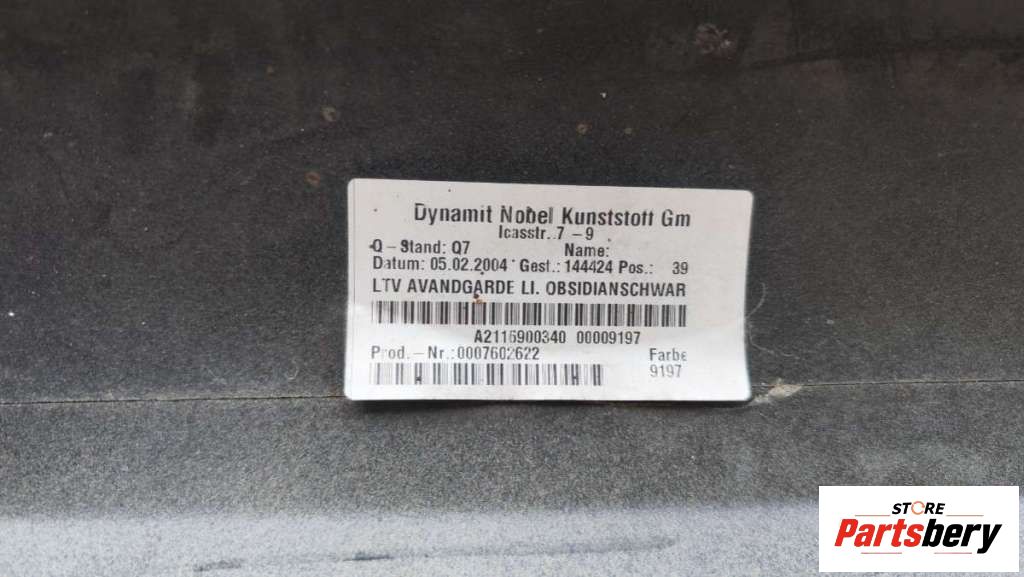 Dynamit Nobel Kunststoff Gm
Icasstr. 7 - 9
Q - Stand: Q7 Name:
Datum: 05.02.2004 Gest.: 144424 Pos.: 39
LTV AVANDGARDE LI. OBSIDIANSCHWAR
A2116900340 00009197
Prod. - Nr.:0007602622 Farbe
9197
STORE
Partsbery